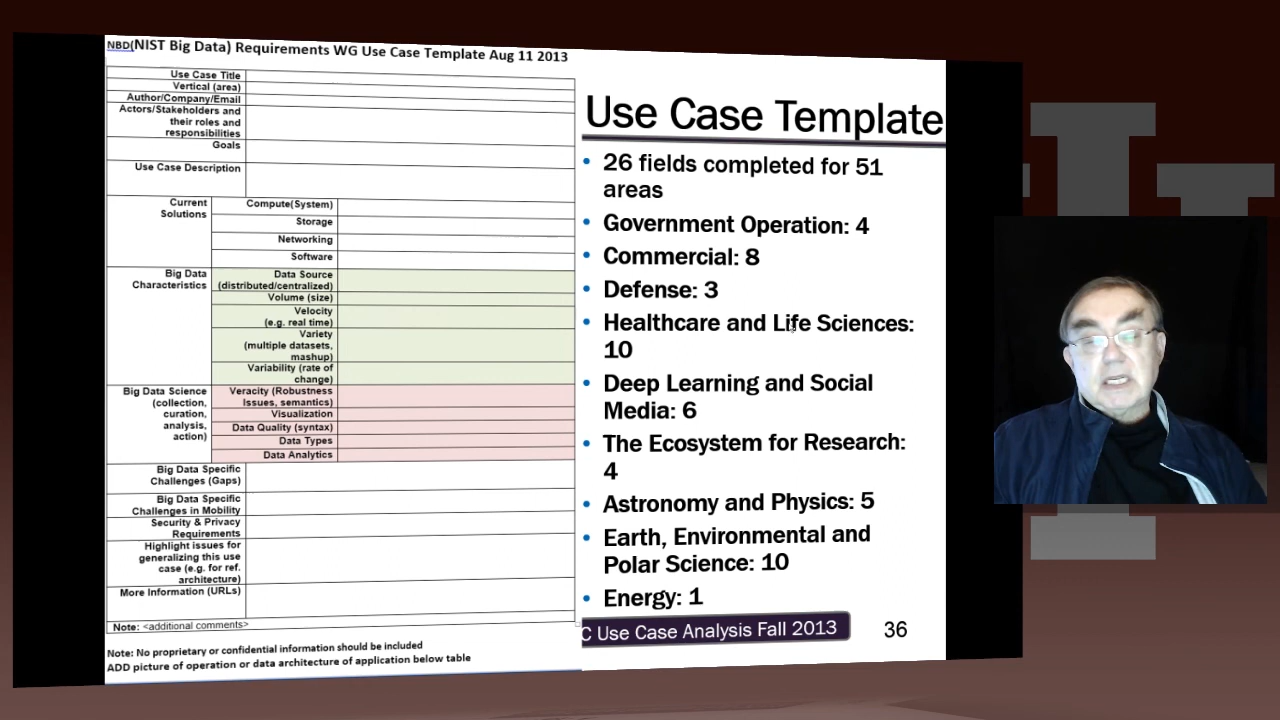 NBD(NIST Big Data) Requirements WG Use Case Template Aug 11 2013
Use Case Title
Vertical (area)
Author/Company/Email
Actors/Stakeholders and
their roles and
responsibilities
Goals
Use Case Description
Current
Solutions
Compute(System)
Storage
Networking
Software
Big Data
Characteristics
Data Source
(distributed/centralized)
Volume (size)
Velocity
(e.g. real time)
Variety
(multiple datasets,
mashup)
Variability (rate of
change)
Big Data Science
(collection,
curation,
analysis,
action)
Veracity (Robustness
Issues, semantics)
Visualization
Data Quality (syntax)
Data Types
Data Analytics
Big Data Specific
Challenges (Gaps)
Big Data Specific
Challenges in Mobility
Security & Privacy
Requirements
Highlight issues for
generalizing this use
case (e.g. for ref.
architecture)
More Information (URLs)
Note: <additional comments>
Note: No proprietary or confidential information should be included
ADD picture of operation or data architecture of application below table
Use Case Template
• 26 fields completed for 51
areas
• Government Operation: 4
• Commercial: 8
• Defense: 3
• Healthcare and Life Sciences:
10
• Deep Learning and Social
Media: 6
• The Ecosystem for Research:
4
• Astronomy and Physics: 5
• Earth, Environmental and
Polar Science: 10
• Energy: 1
C Use Case Analysis Fall 2013
36